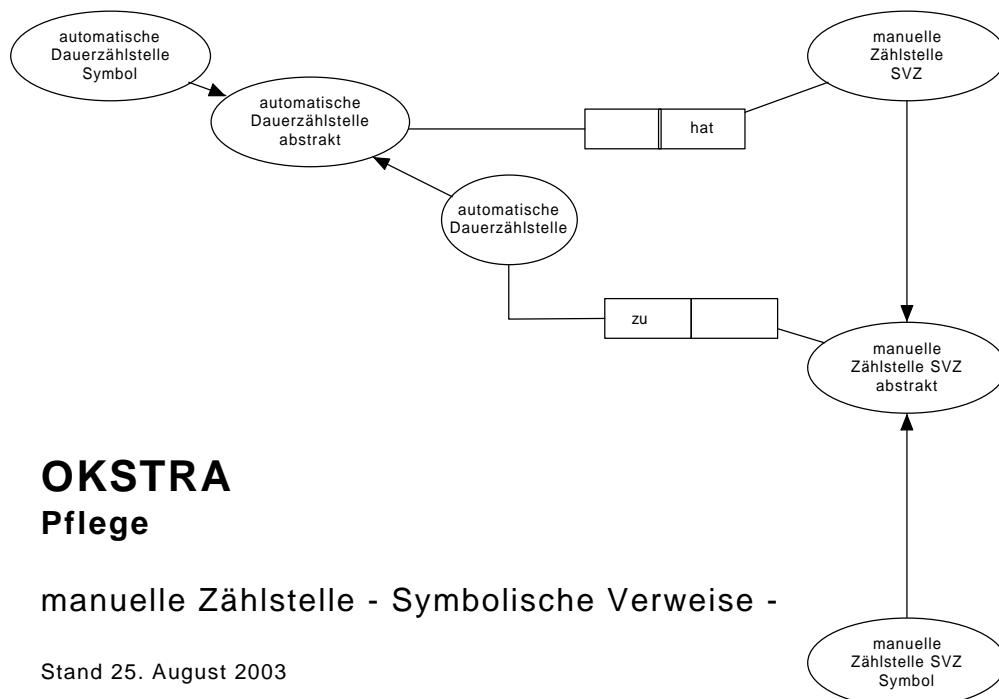 automatische
Dauerzählstelle
Symbol
manuelle
Zählstelle
SVZ
automatische
Dauerzählstelle
abstrakt
hat
automatische
Dauerzählstelle
zu
manuelle
Zählstelle SVZ
abstrakt
OKSTRA
Pflege
manuelle Zählstelle - Symbolische Verweise -
Stand 25. August 2003
manuelle
Zählstelle SVZ
Symbol